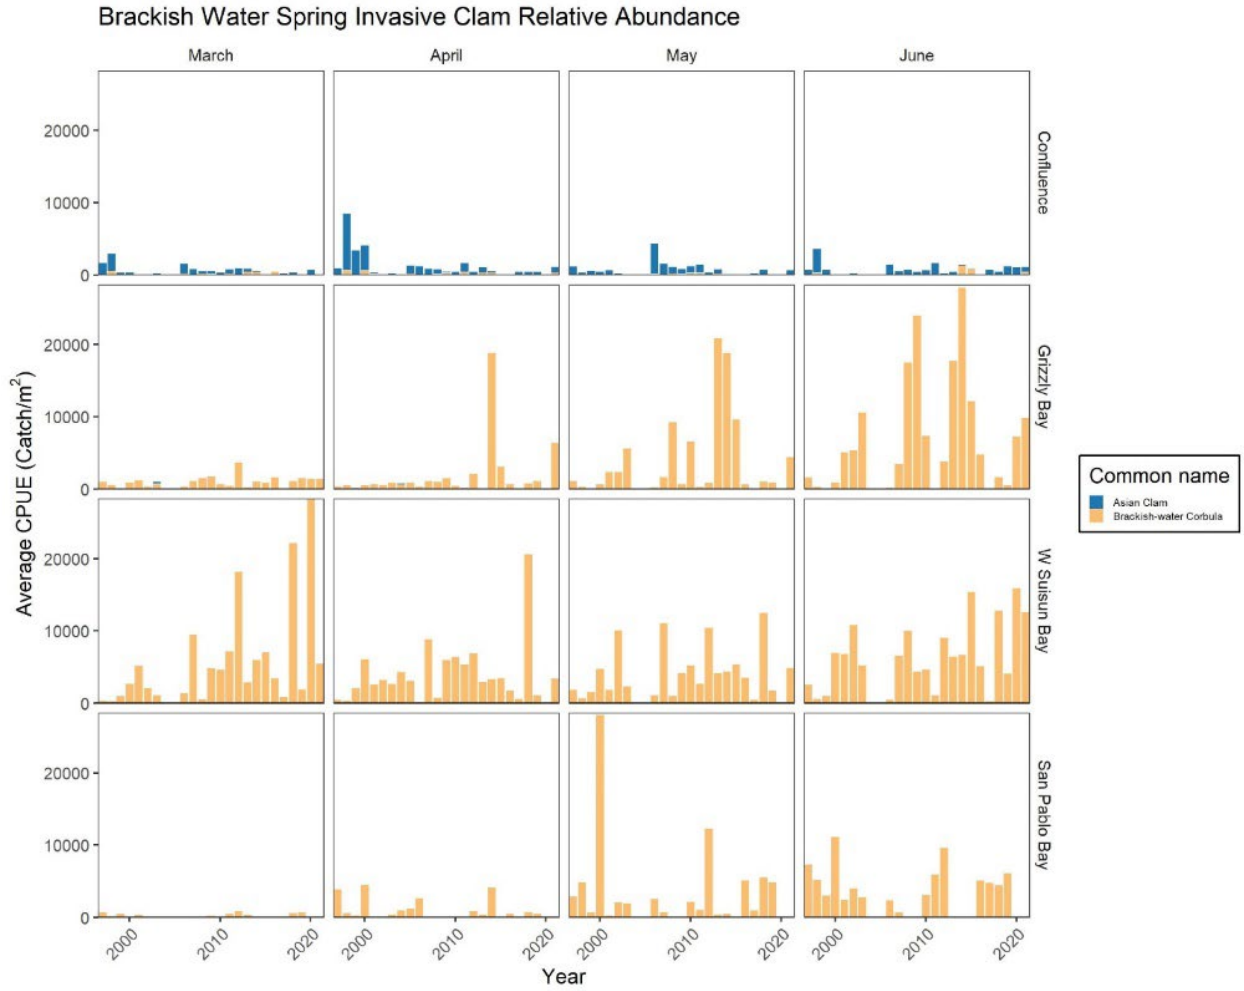 Brackish Water Spring Invasive Clam Relative Abundance
March
April
May
June
20000
10000
0
Confluence
20000
10000
0
Grizzly Bay
20000
10000
0
W Suisun Bay
20000
10000
0
San Pablo Bay
Average CPUE (Catch/m²)
2000
2010
2020
2000
2010
2020
2000
2010
2020
2000
2010
2020
Year
Common name
Asian Clam
Brackish-water Corbula